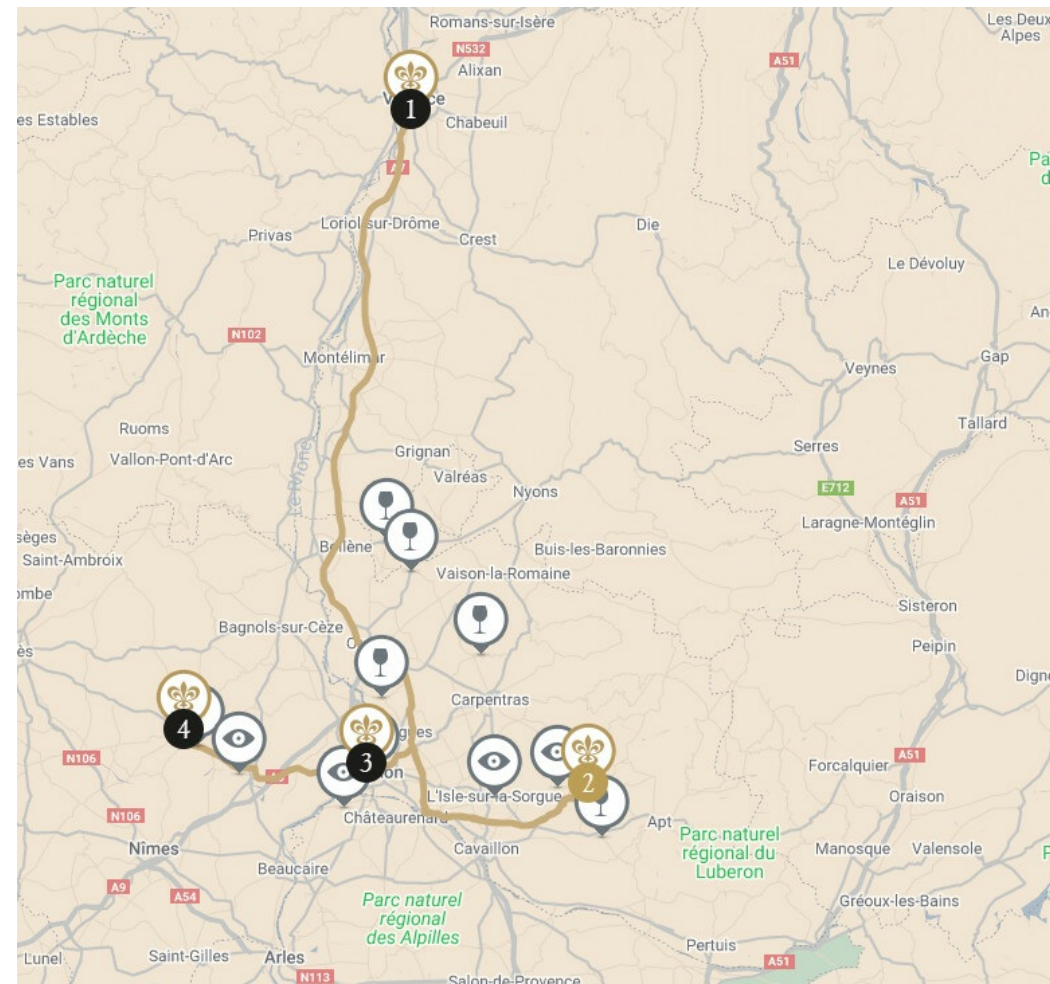 Romans-sur-Isère
Les Deux
Alpes
N532
A51
Alixan
1
es Estables
Chabeuil
A7
Loriol-sur-Drôme
Privas
Crest
Die
Le Dévoluy
Parc naturel
régional
des Monts
d'Ardèche
N102
Montélimar
Gap
Veynes
Ruoms
Tallard
Grignan
Serres
es Vans
Vallon-Pont-d'Arc
Valréas
Le Rhône
Nyons
E712
A51
Laragne-Montéglin
Buis-les-Baronnies
Saint-Ambroix
Vaison-la-Romaine
Sisteron
Bagnols-sur-Cèze
Peipin
Carpentras
4
3
2
N106
A51
Forcalquier
L'Isle-sur-la-Sorgue
Oraison
N106
Châteaurenard
Apt
Nîmes
Cavaillon
Parc naturel
régional du
Luberon
Manosque
Valensole
Beaucaire
A9
A54
Parc naturel
régional
des Alpilles
Gréoux-les-Bains
Pertuis
Lunel
Saint-Gilles
Arles
A51
N113
Salon-de-Provence